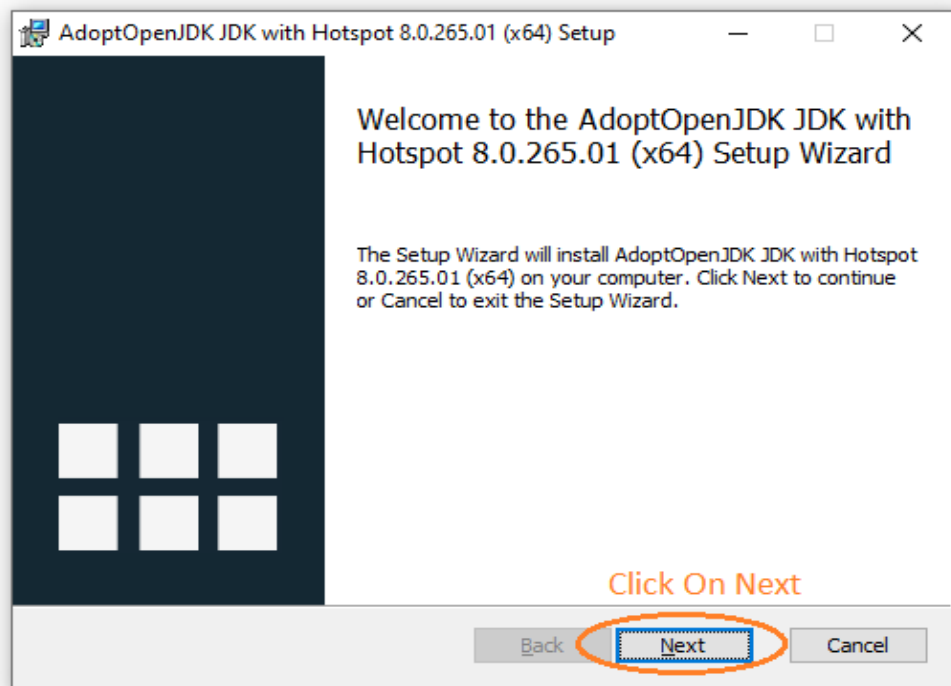 AdoptOpenJDK JDK with Hotspot 8.0.265.01 (x64) Setup
Welcome to the AdoptOpenJDK JDK with
Hotspot 8.0.265.01 (x64) Setup Wizard
The Setup Wizard will install AdoptOpenJDK JDK with Hotspot
8.0.265.01 (x64) on your computer. Click Next to continue
or Cancel to exit the Setup Wizard.
Click On Next
Back Next Cancel